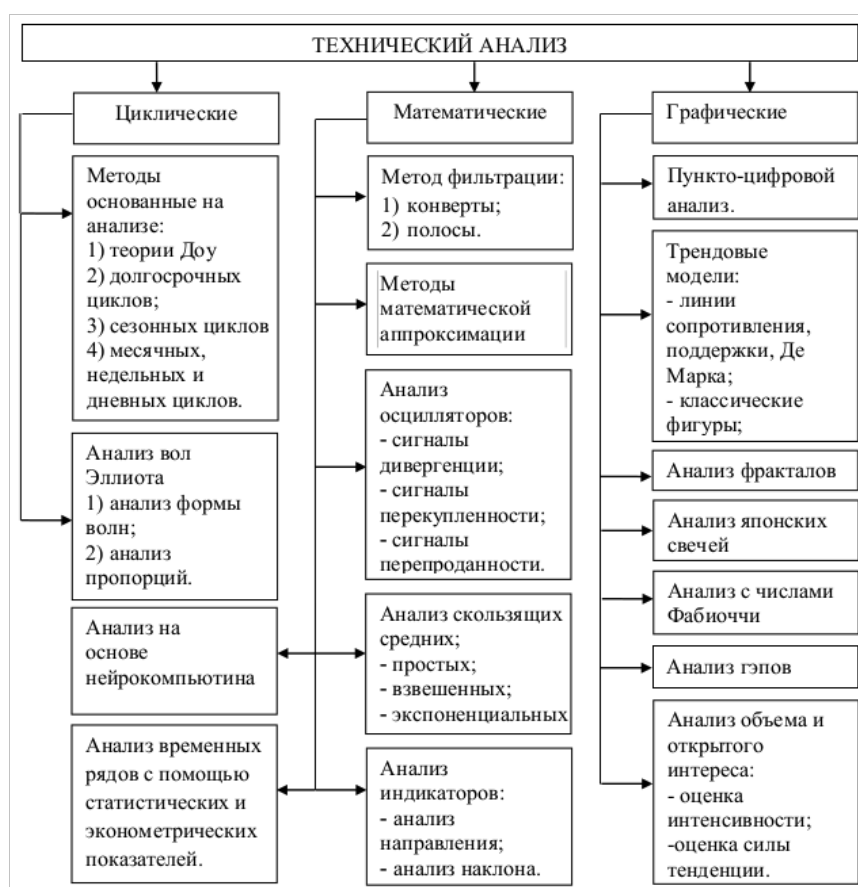 ТЕХНИЧЕСКИЙ АНАЛИЗ
Циклические
Методы
основанные на
анализе:
1) теории Доу
2) долгосрочных
циклов;
3) сезонных циклов
4) месячных,
недельных и
дневных циклов.
Анализ вол
Эллиота
1) анализ формы
волн;
2) анализ
пропорций.
Анализ на
основе
нейрокомпьютина
Анализ временных
рядов с помощью
статистических и
эконометрических
показателей.
Математические
Метод фильтрации:
1) конверты;
2) полосы.
Методы
математической
аппроксимации
Анализ
осцилляторов:
- сигналы
дивергенции;
- сигналы
перекупленности;
- сигналы
перепроданности.
Анализ скользящих
средних;
- простых;
- взвешенных;
- экспоненциальных
Анализ
индикаторов:
- анализ
направления;
- анализ наклона.
Графические
Пункто-цифровой
анализ.
Трендовые
модели:
- линии
сопротивления,
поддержки, Де
Марка;
- классические
фигуры;
Анализ фракталов
Анализ японских
свечей
Анализ с числами
Фабиоччи
Анализ гэпов
Анализ объема и
открытого
интереса:
- оценка
интенсивности;
-оценка силы
тенденции.